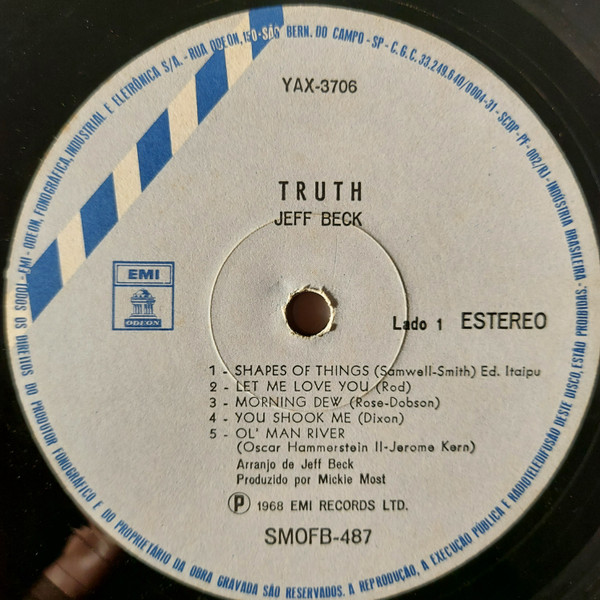 YAX-3706
TRUTH
JEFF BECK
EMI
ODEON
Lado 1 ESTEREO
1 - SHAPES OF THINGS (Samwell-Smith) Ed. Itaipu
2 - LET ME LOVE YOU (Rod)
3 - MORNING DEW (Rose-Dobson)
4 - YOU SHOOK ME (Dixon)
5 - OL' MAN RIVER
(Oscar Hammerstein II-Jerome Kern)
Arranjo de Jeff Beck
Produzido por Mickie Most
Ⓟ 1968 EMI RECORDS LTD.
SMOFB-487
TODOS OS DIREITOS DO PRODUTOR FONOGRÁFICO E DO PROPRIETÁRIO DA OBRA GRAVADA SÃO RESERVADOS. A REPRODUÇÃO, A EXECUÇÃO PÚBLICA E RADIOTELEDIFUSÃO DESTE DISCO, ESTÃO PROIBIDAS.
- EMI - ODEON, FONOGRÁFICA, INDUSTRIAL E ELETRÔNICA S/A. - RUA ODEON, 150 - SÃO BERN. DO CAMPO - SP - C.G.C. 33.249.640/0004-31 - SCDP - PF - 002/RJ - INDÚSTRIA BRASILEIRA -